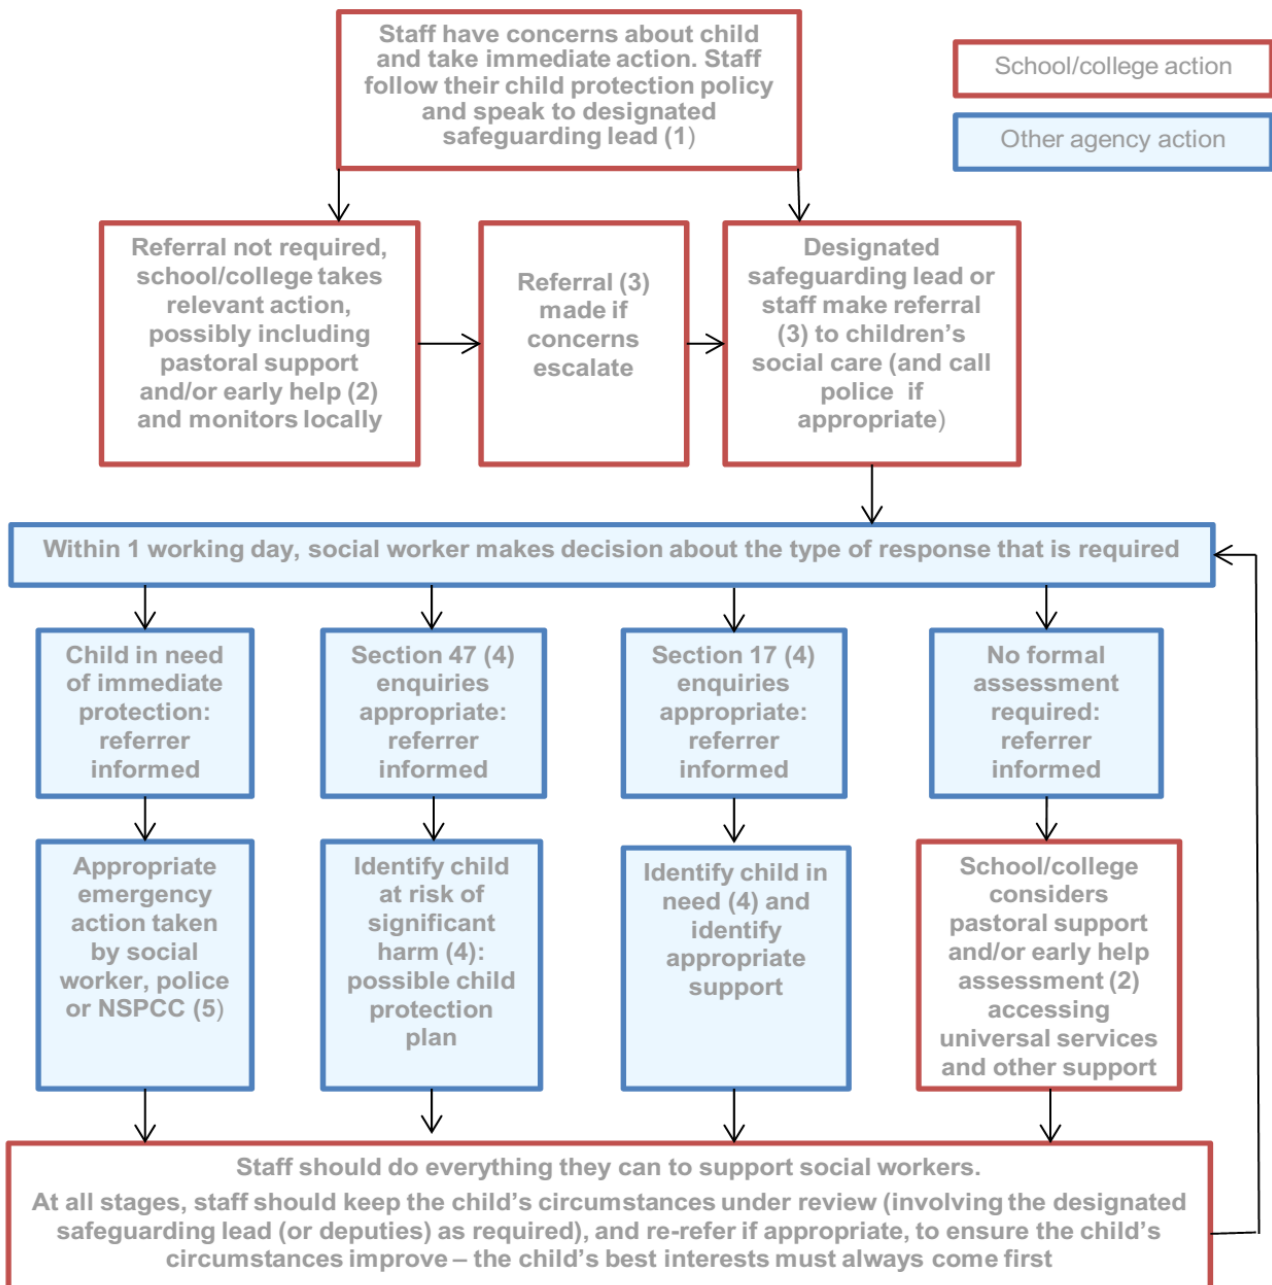 Staff have concerns about child
and take immediate action. Staff
follow their child protection policy
and speak to designated
safeguarding lead (1)
School/college action
Other agency action
Referral not required,
school/college takes
relevant action,
possibly including
pastoral support
and/or early help (2)
and monitors locally
Referral (3)
made if
concerns
escalate
Designated
safeguarding lead or
staff make referral
(3) to children’s
social care (and call
police if
appropriate)
Within 1 working day, social worker makes decision about the type of response that is required
Child in need
of immediate
protection:
referrer
informed
Section 47 (4)
enquiries
appropriate:
referrer
informed
Section 17 (4)
enquiries
appropriate:
referrer
informed
No formal
assessment
required:
referrer
informed
Appropriate
emergency
action taken
by social
worker, police
or NSPCC (5)
Identify child
at risk of
significant
harm (4):
possible child
protection
plan
Identify child in
need (4) and
identify
appropriate
support
School/college
considers
pastoral support
and/or early help
assessment (2)
accessing
universal services
and other support
Staff should do everything they can to support social workers.
At all stages, staff should keep the child’s circumstances under review (involving the designated
safeguarding lead (or deputies) as required), and re-refer if appropriate, to ensure the child’s
circumstances improve – the child’s best interests must always come first